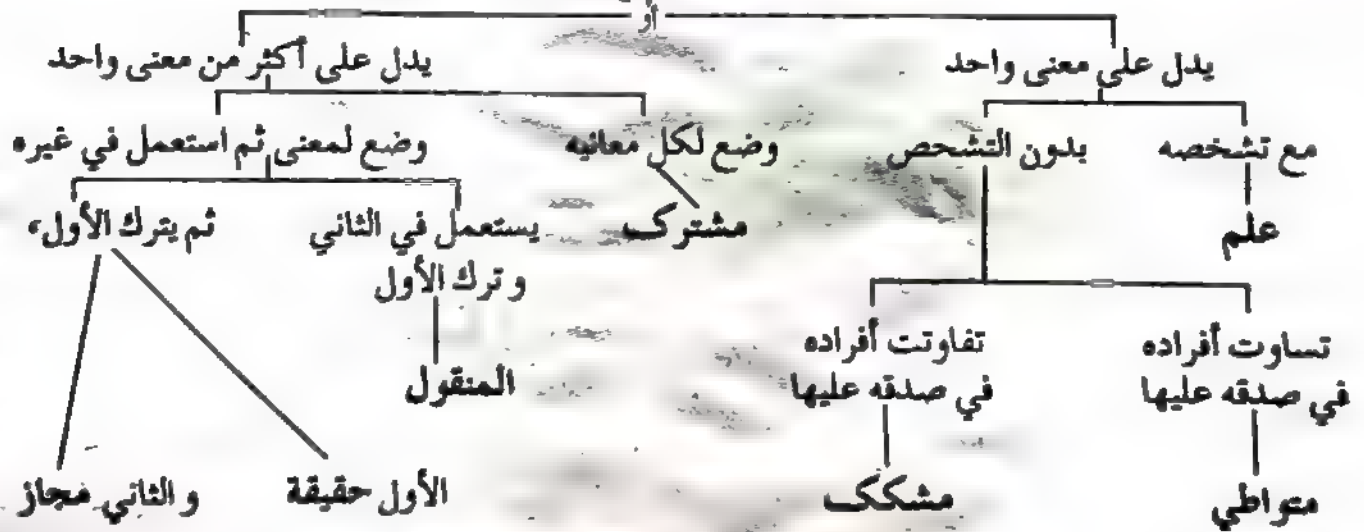 أو
يدل على معنى واحد
يدل على أكثر من معنى واحد
مع تشخصه
بدون التشحص
وضع لكل معانيه
وضع لمعنى ثم استعمل في غيره
علم
مشترك
يستعمل في الثاني
و ترك الأول
ثم يترك الأول،
تساوت أفراده
في صدقه عليها
تفاوتت أفراده
في صدقه عليها
المنقول
متواطي
مشكك
الأول حقيقة
و الثاني مجاز